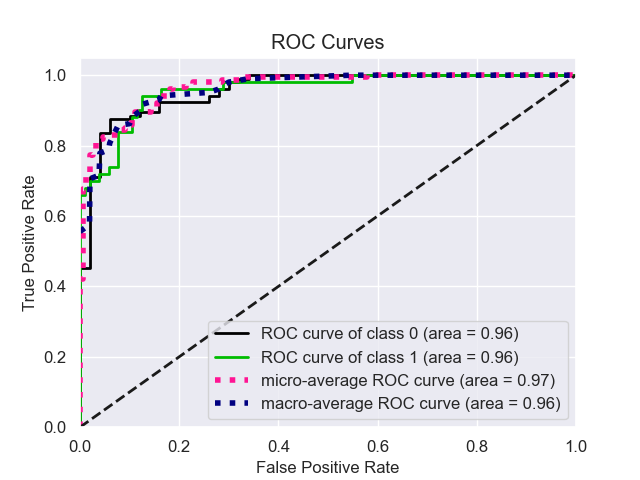 ROC Curves
True Positive Rate
1.0
0.8
0.6
0.4
0.2
0.0
ROC curve of class 0 (area = 0.96)
ROC curve of class 1 (area = 0.96)
micro-average ROC curve (area = 0.97)
macro-average ROC curve (area = 0.96)
0.0 0.2 0.4 0.6 0.8 1.0
False Positive Rate